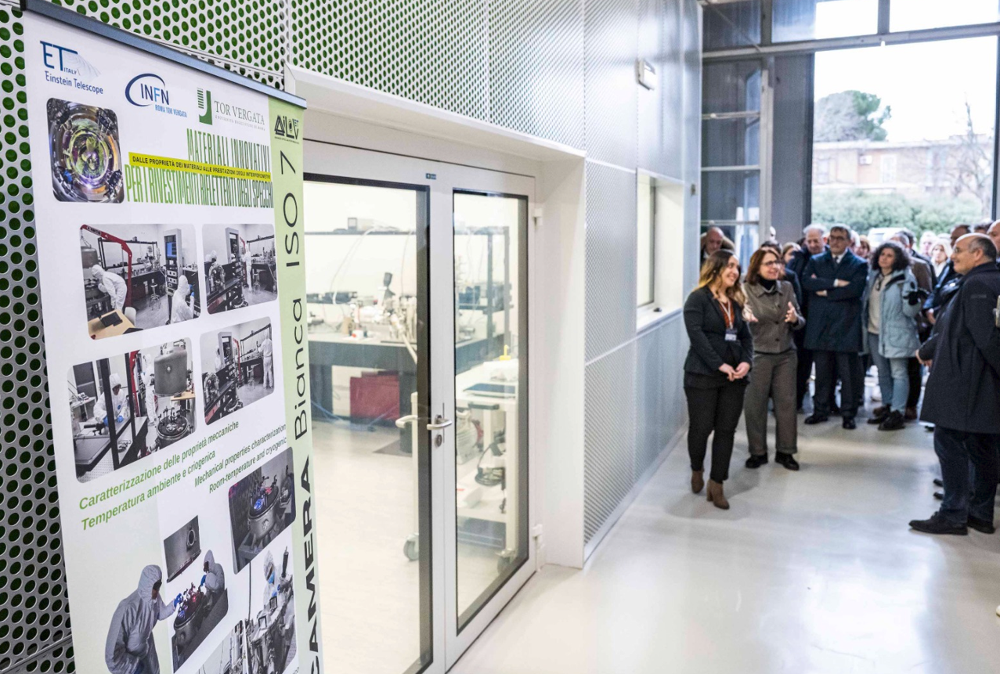 ET
ITALY
Einstein Telescope
INFN
ROMA TOR VERGATA
TOR VERGATA
MATERIALI INNOVATIVI
DALLE PROPRIETÀ DEI MATERIALI ALLE PRESTAZIONI DEGLI INTERFEROMETRI
PER RIVESTIMENTI RIFLETTENTI DEGLI SPECCHI
Caratterizzazione delle proprietà meccaniche
Temperatura ambiente e criogenica
Mechanical properties characterization
Room-temperature and cryogenic
CAMERA Bianca ISO 7